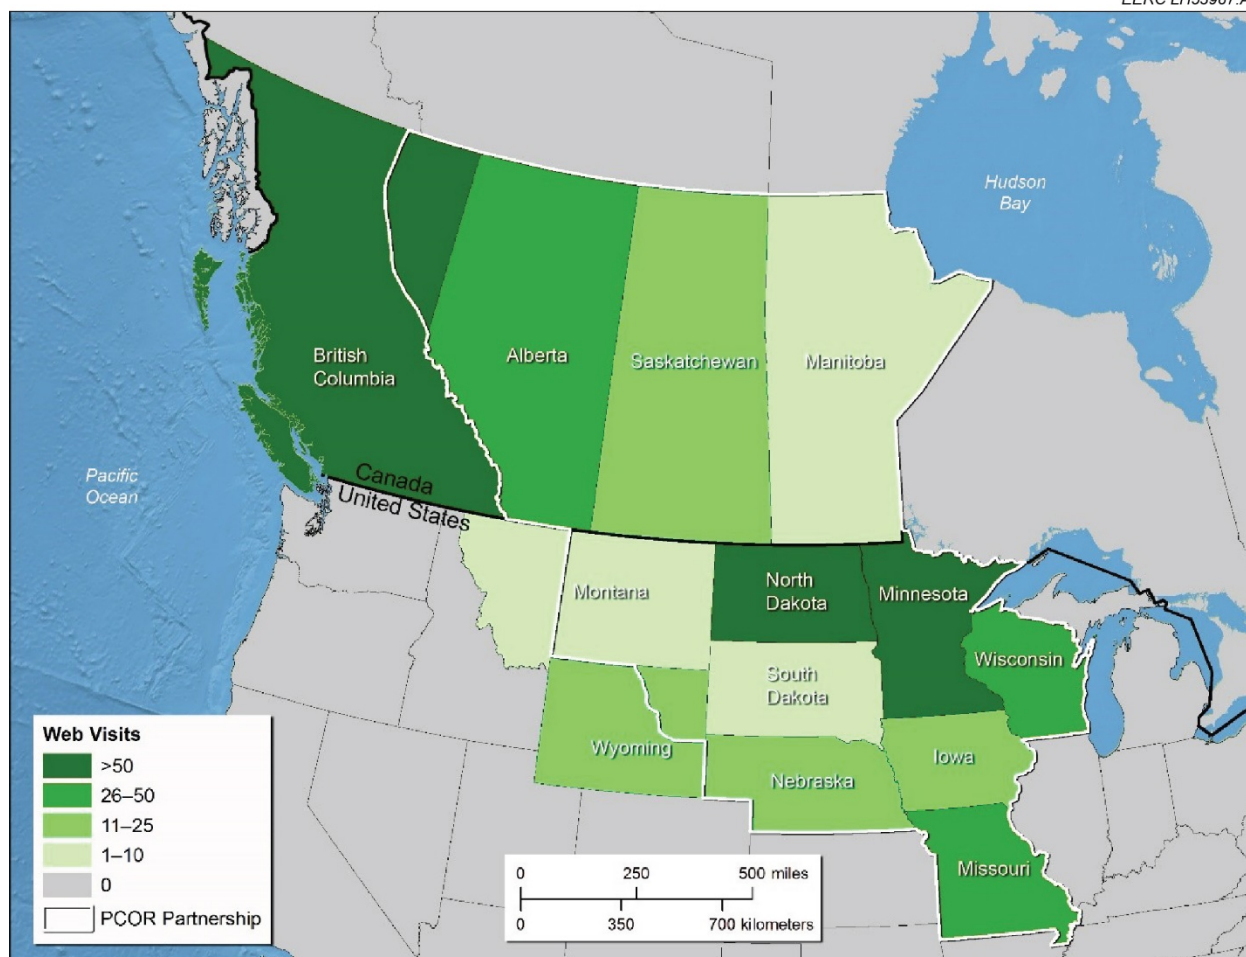 Hudson
Bay
British
Columbia
Alberta
Saskatchewan
Manitoba
Pacific
Ocean
Canada
United States
Montana
North
Dakota
Minnesota
South
Dakota
Wisconsin
Wyoming
Nebraska
Iowa
Missouri
Web Visits
>50
26–50
11–25
1–10
0
PCOR Partnership
0 250 500 miles
0 350 700 kilometers